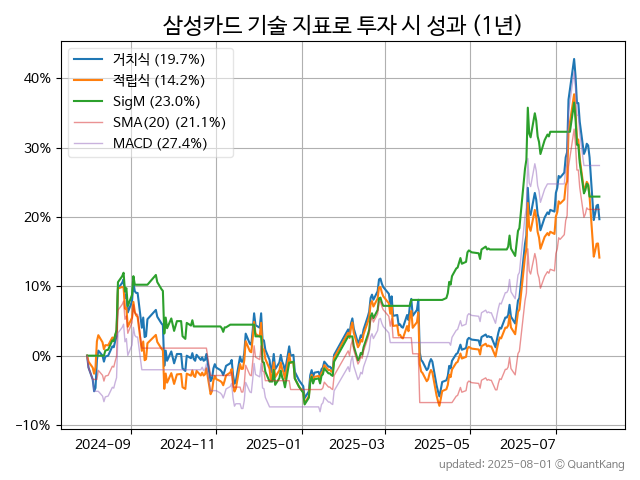 삼성카드 기술 지표로 투자 시 성과 (1년)
거치식 (19.7%)
적립식 (14.2%)
SigM (23.0%)
SMA(20) (21.1%)
MACD (27.4%)
40%
30%
20%
10%
0%
−10%
2024-09 2024-11 2025-01 2025-03 2025-05 2025-07
updated: 2025-08-01 © QuantKang